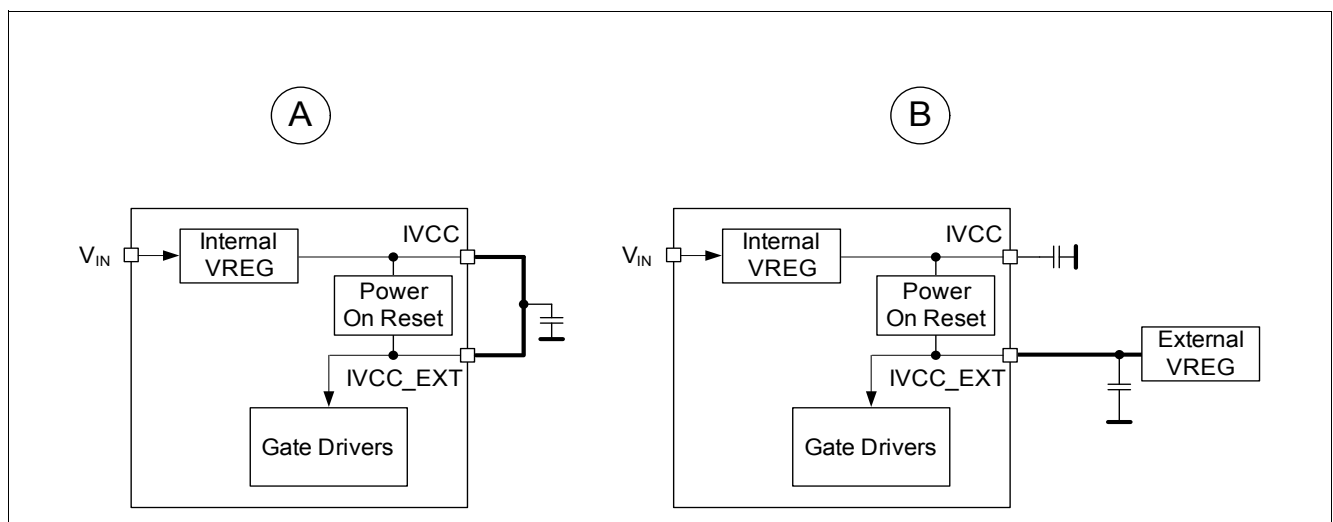 A
B
V_IN
Internal
VREG
IVCC
Power
On Reset
IVCC_EXT
Gate Drivers
V_IN
Internal
VREG
IVCC
Power
On Reset
IVCC_EXT
External
VREG
Gate Drivers